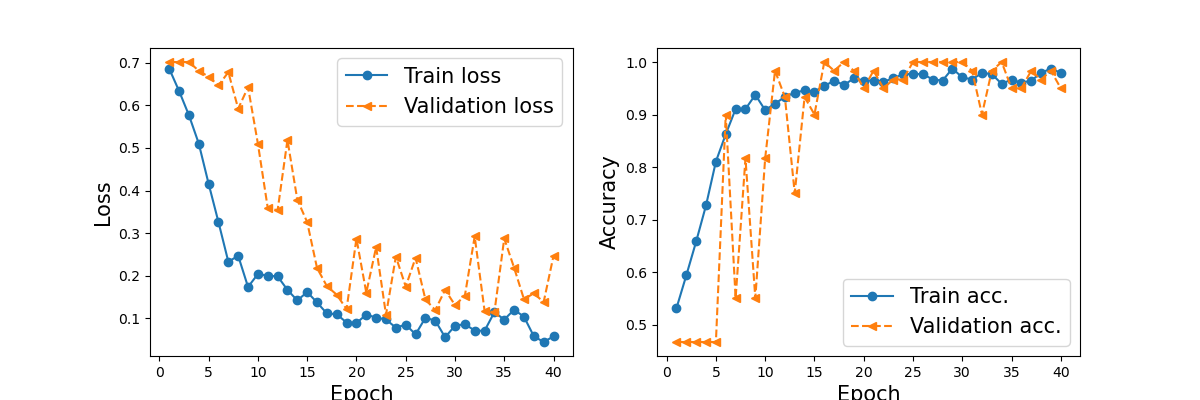 Train loss
Validation loss
Loss
0.7
0.6
0.5
0.4
0.3
0.2
0.1
0 5 10 15 20 25 30 35 40
Epoch
Train acc.
Validation acc.
Accuracy
1.0
0.9
0.8
0.7
0.6
0.5
0 5 10 15 20 25 30 35 40
Epoch